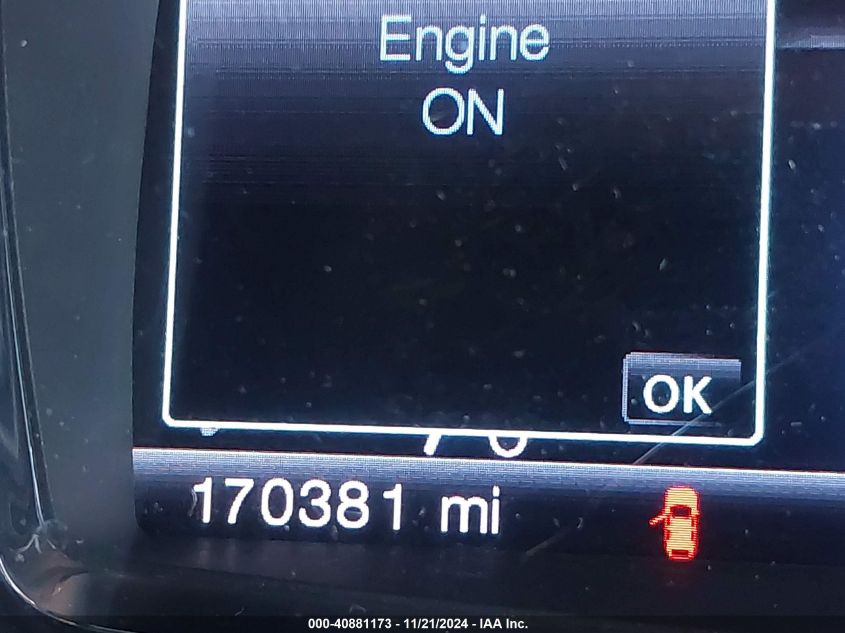 Engine
ON
OK
170381 mi
000-40881173 - 11/21/2024 - IAA Inc.